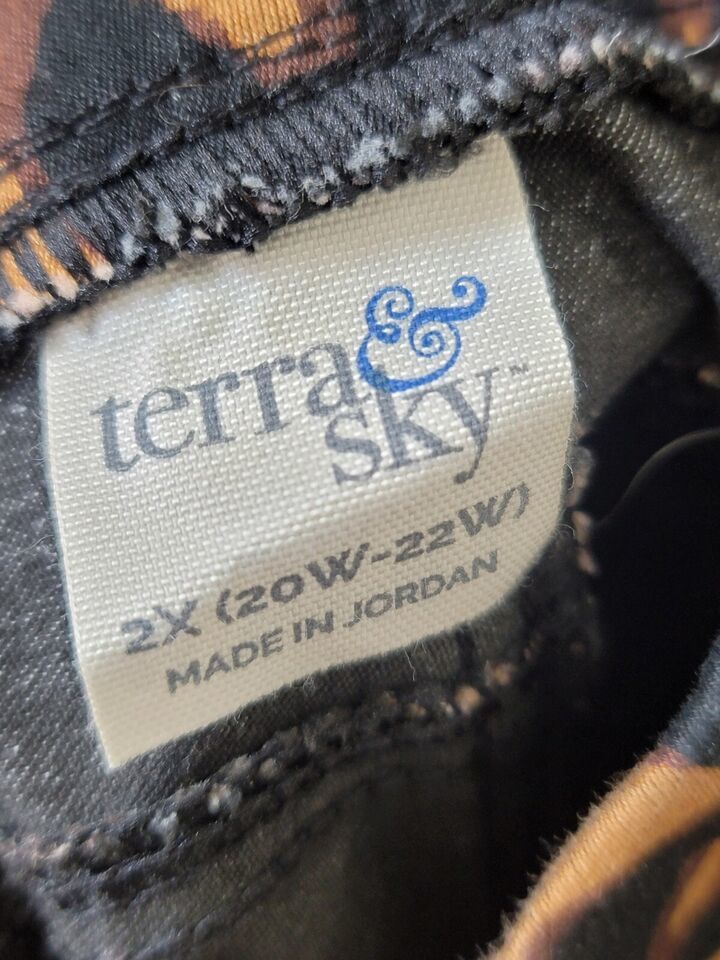 terra &
sky™
2X (20W-22W)
MADE IN JORDAN